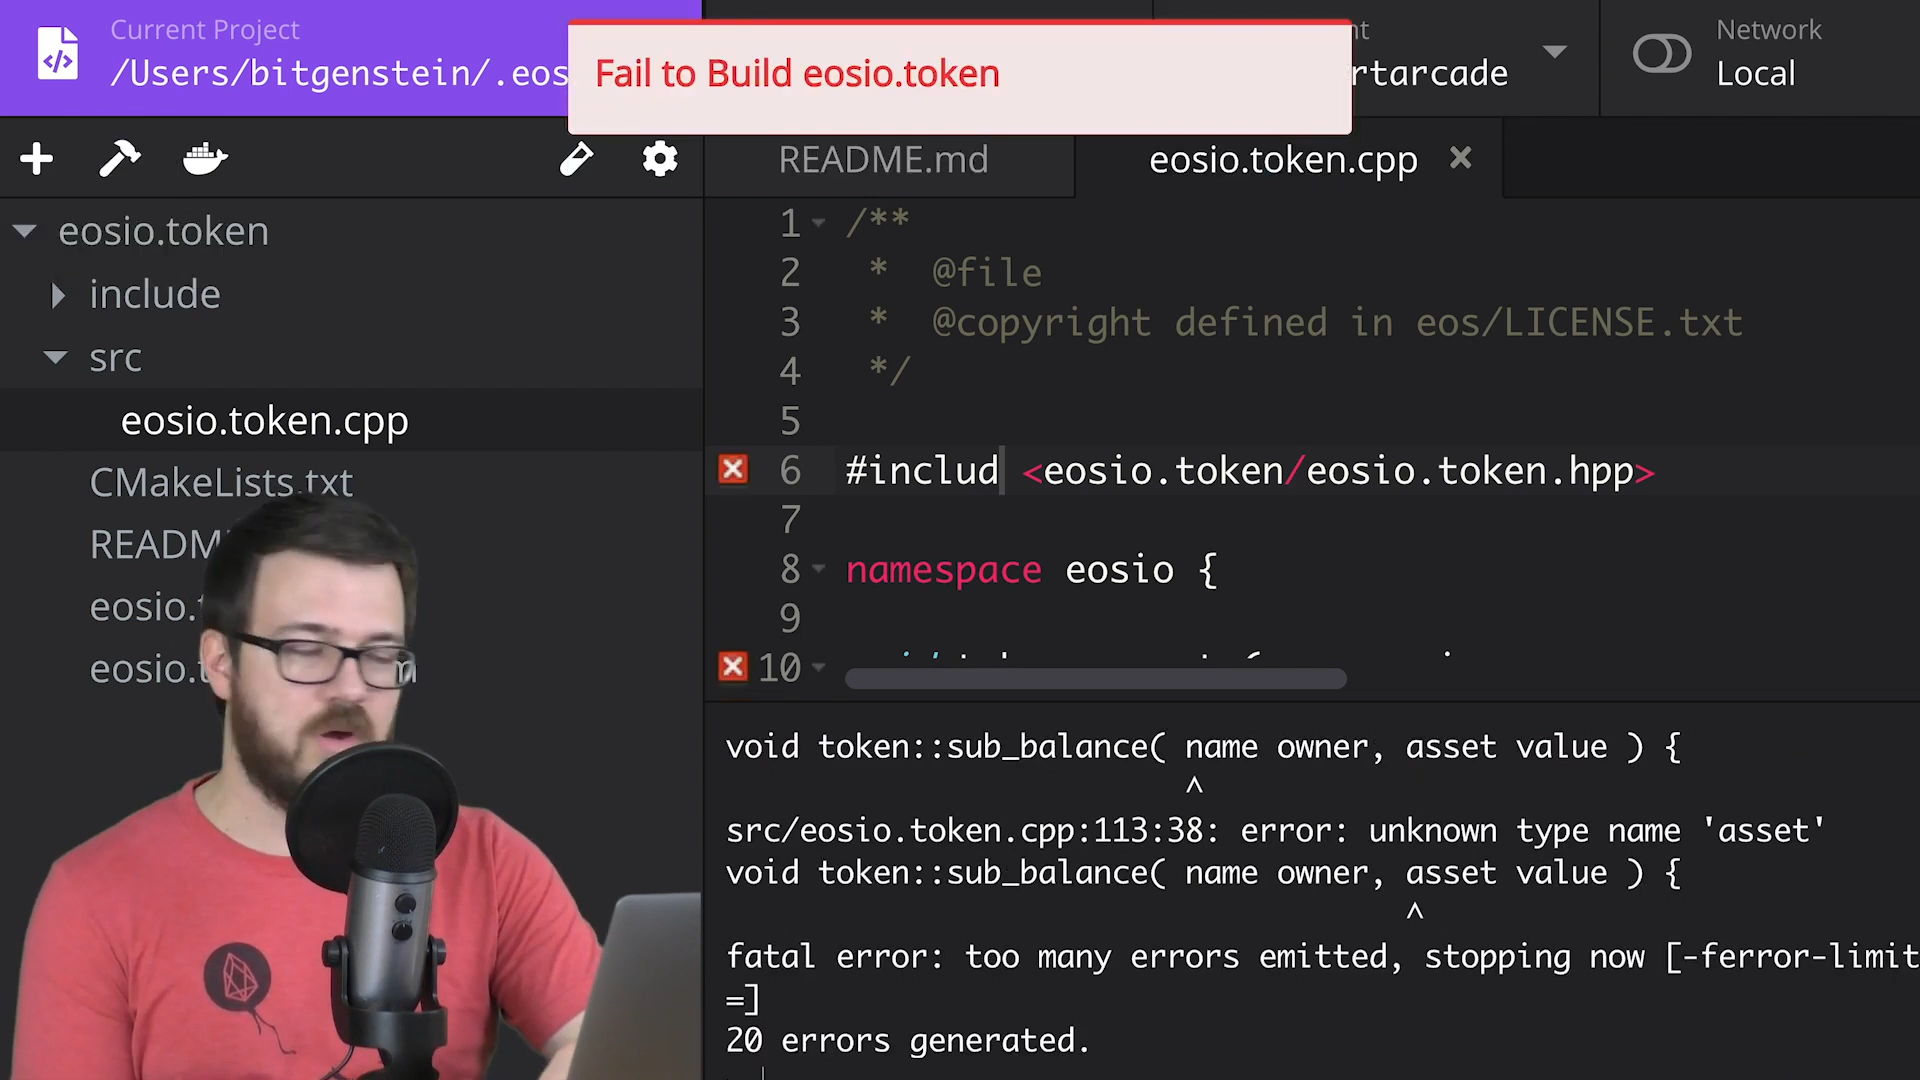 Current Project
/Users/bitgenstein/.eos
Fail to Build eosio.token
rtarcade
Network
Local
README.md
eosio.token.cpp
eosio.token
include
src
eosio.token.cpp
CMakeLists.txt
READM
eosio.
eosio.
1 /**
2 * @file
3 * @copyright defined in eos/LICENSE.txt
4 */
5
6 #includ <eosio.token/eosio.token.hpp>
7
8 namespace eosio {
9
10
void token::sub_balance( name owner, asset value ) {
^
src/eosio.token.cpp:113:38: error: unknown type name 'asset'
void token::sub_balance( name owner, asset value ) {
^
fatal error: too many errors emitted, stopping now [-ferror-limit
=]
20 errors generated.